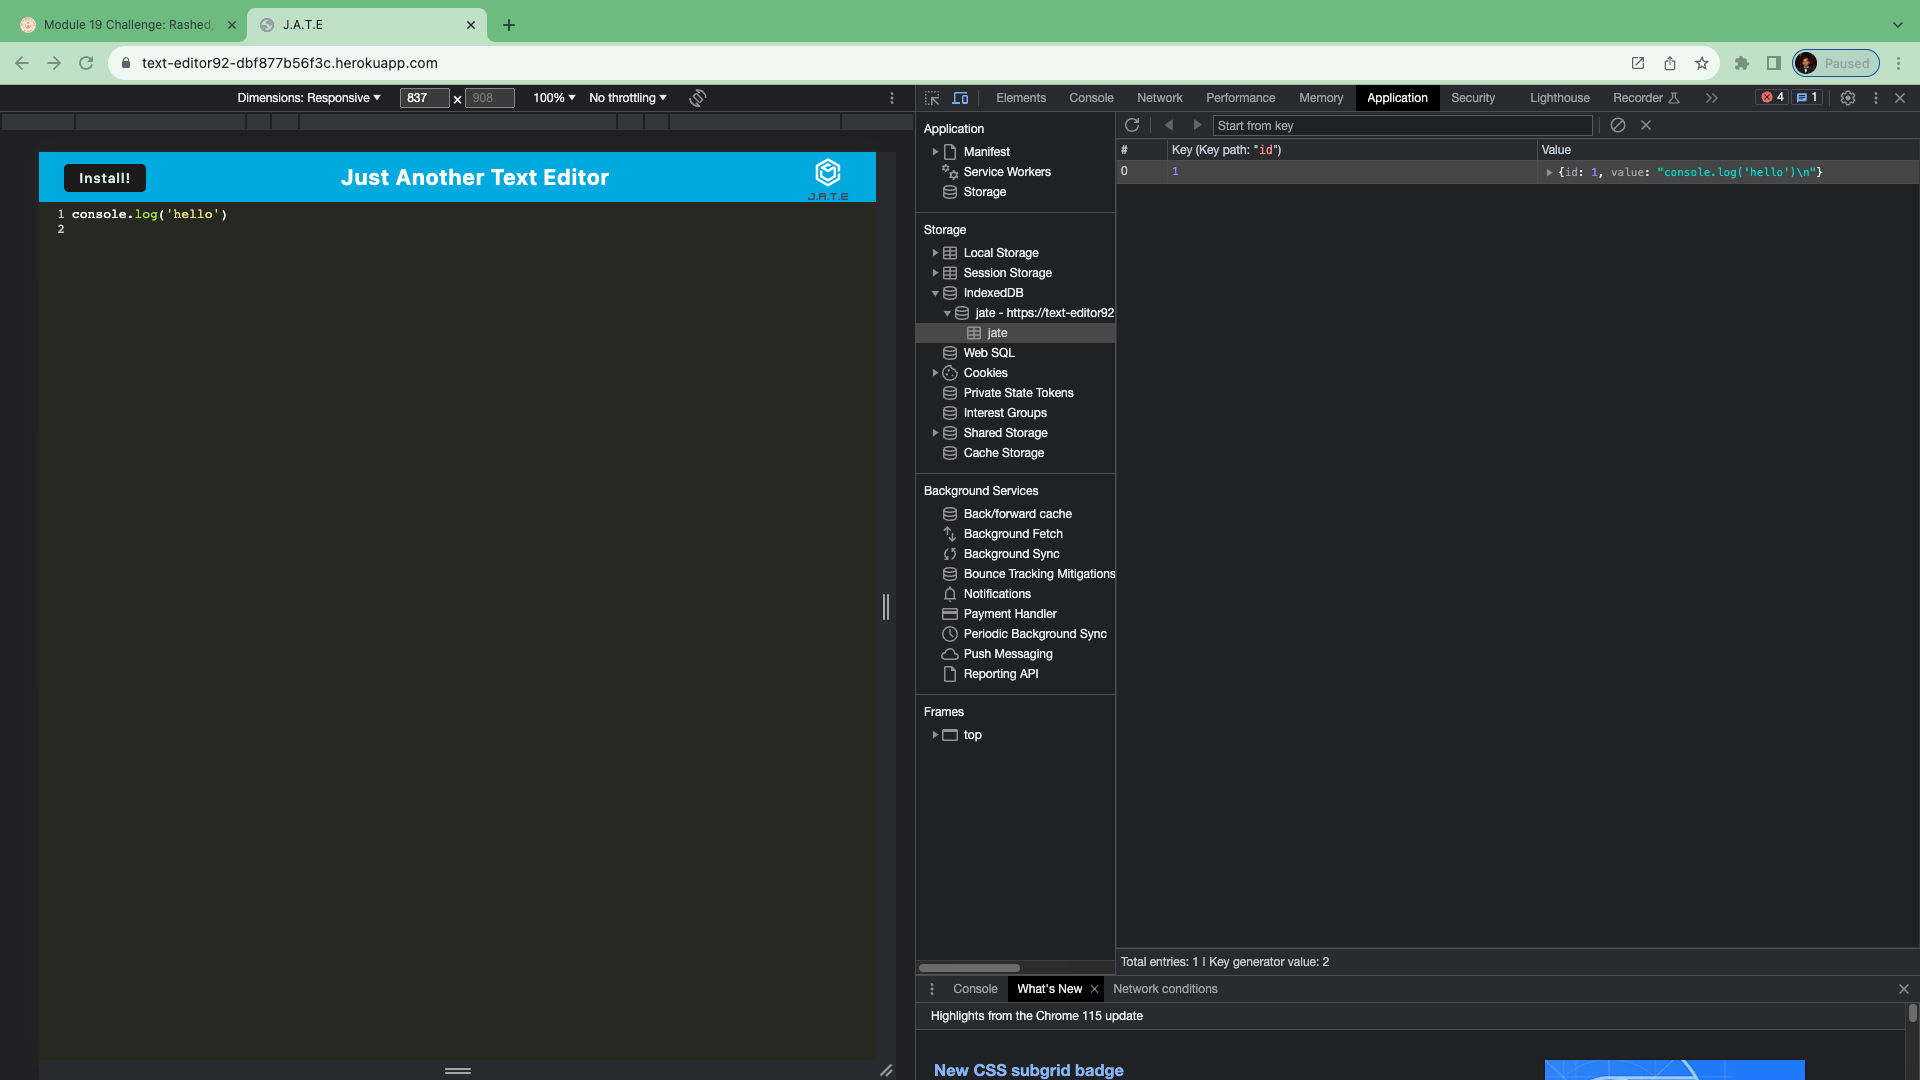 Module 19 Challenge: Rashed,
J.A.T.E
text-editor92-dbf877b56f3c.herokuapp.com
Paused
Dimensions: Responsive 837 × 908 100% No throttling
Elements Console Network Performance Memory Application Security Lighthouse Recorder 4 1
Install!
Just Another Text Editor
J.A.T.E
1 console.log('hello')
2
Application
Manifest
Service Workers
Storage
Storage
Local Storage
Session Storage
IndexedDB
jate - https://text-editor92
jate
Web SQL
Cookies
Private State Tokens
Interest Groups
Shared Storage
Cache Storage
Background Services
Back/forward cache
Background Fetch
Background Sync
Bounce Tracking Mitigations
Notifications
Payment Handler
Periodic Background Sync
Push Messaging
Reporting API
Frames
top
Start from key
# Key (Key path: "id") Value
0 1 {id: 1, value: "console.log('hello')\n"}
Total entries: 1 | Key generator value: 2
Console What's New Network conditions
Highlights from the Chrome 115 update
New CSS subgrid badge